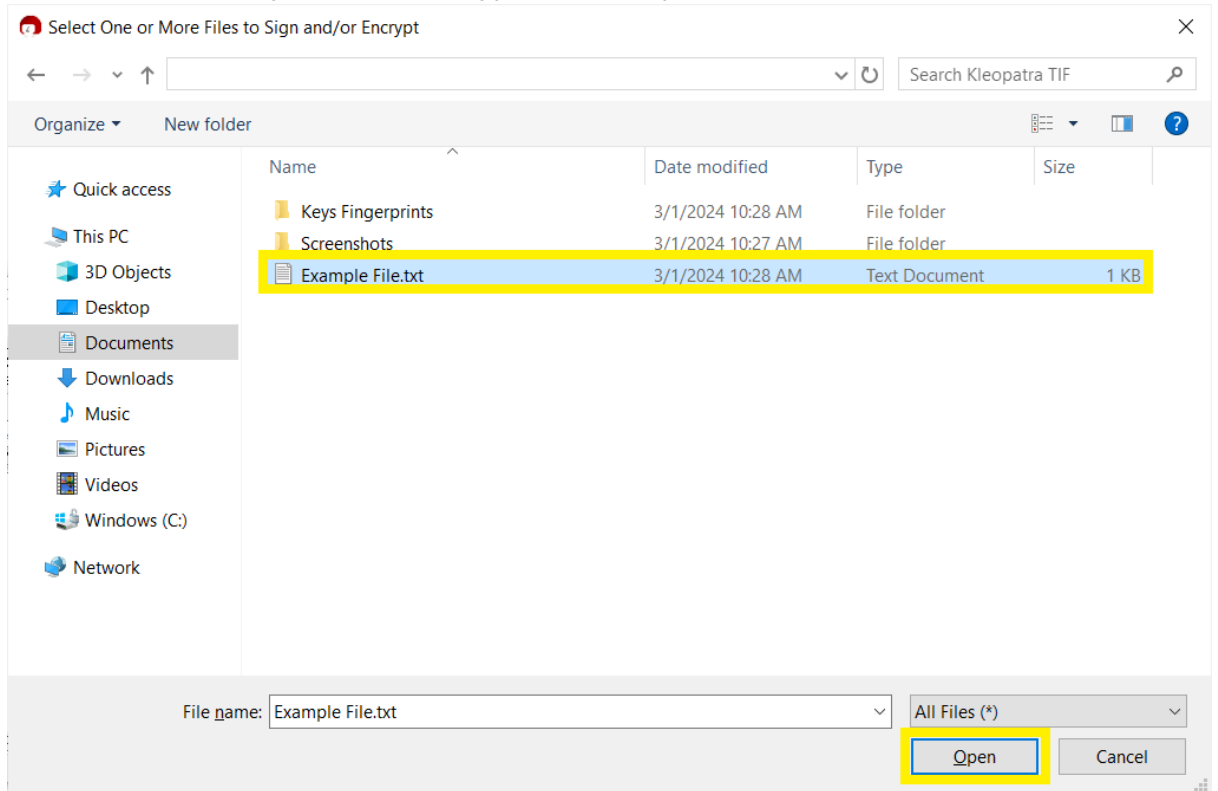 Select One or More Files to Sign and/or Encrypt
Search Kleopatra TIF
Organize
New folder
?
Name
Date modified
Type
Size
Quick access
This PC
3D Objects
Desktop
Documents
Downloads
Music
Pictures
Videos
Windows (C:)
Network
Keys Fingerprints 3/1/2024 10:28 AM File folder
Screenshots 3/1/2024 10:27 AM File folder
Example File.txt 3/1/2024 10:28 AM Text Document 1 KB
File name: Example File.txt
All Files (*)
Open
Cancel